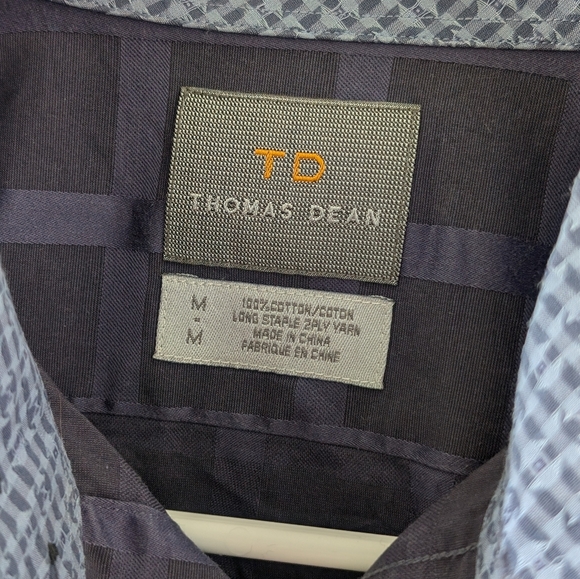 TD
THOMAS DEAN
M
-
M
100% COTTON/COTON
LONG STAPLE 2PLY YARN
MADE IN CHINA
FABRIQUE EN CHINE